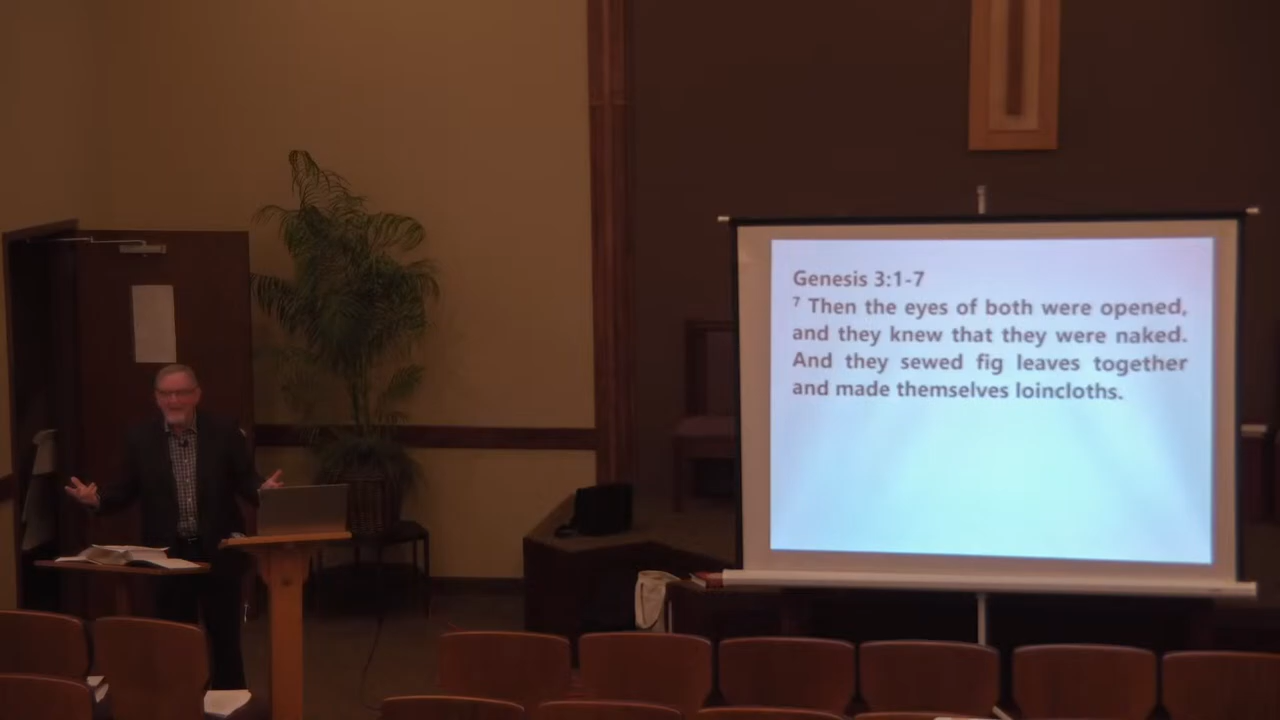 Genesis 3:1-7
⁷ Then the eyes of both were opened,
and they knew that they were naked.
And they sewed fig leaves together
and made themselves loincloths.